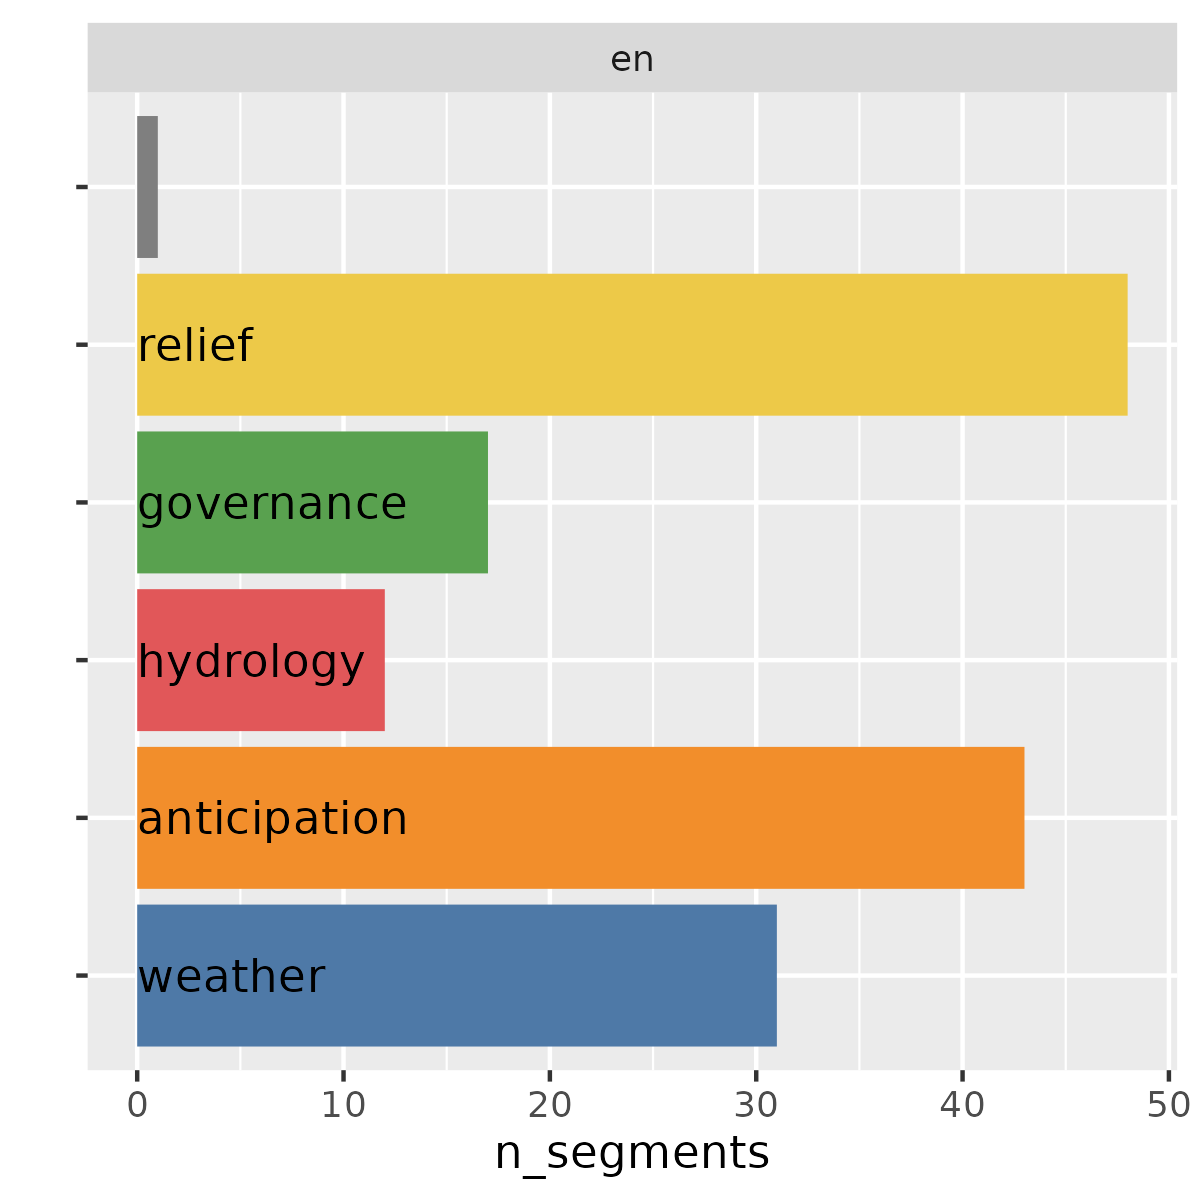 en
relief
governance
hydrology
anticipation
weather
0 10 20 30 40 50
n_segments